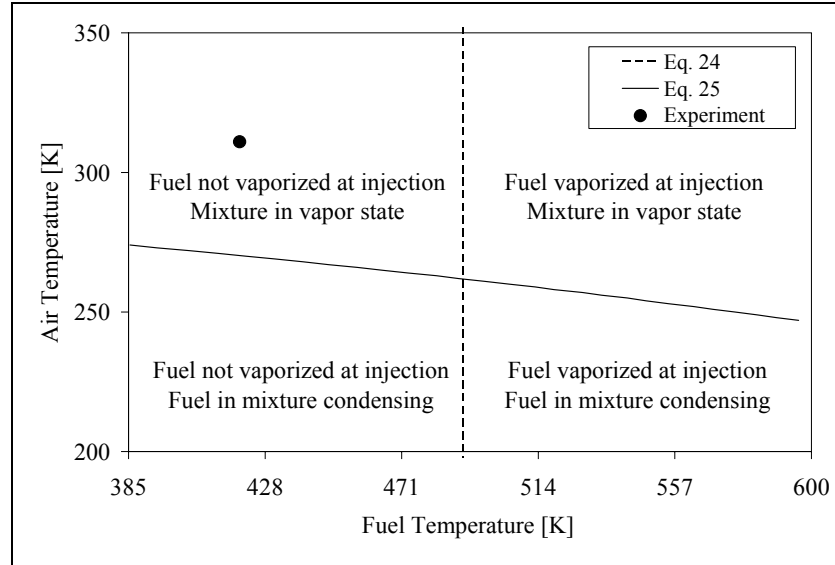 350
Eq. 24
Eq. 25
Experiment
Air Temperature [K]
300
Fuel not vaporized at injection
Mixture in vapor state
Fuel vaporized at injection
Mixture in vapor state
250
Fuel not vaporized at injection
Fuel in mixture condensing
Fuel vaporized at injection
Fuel in mixture condensing
200
385 428 471 514 557 600
Fuel Temperature [K]